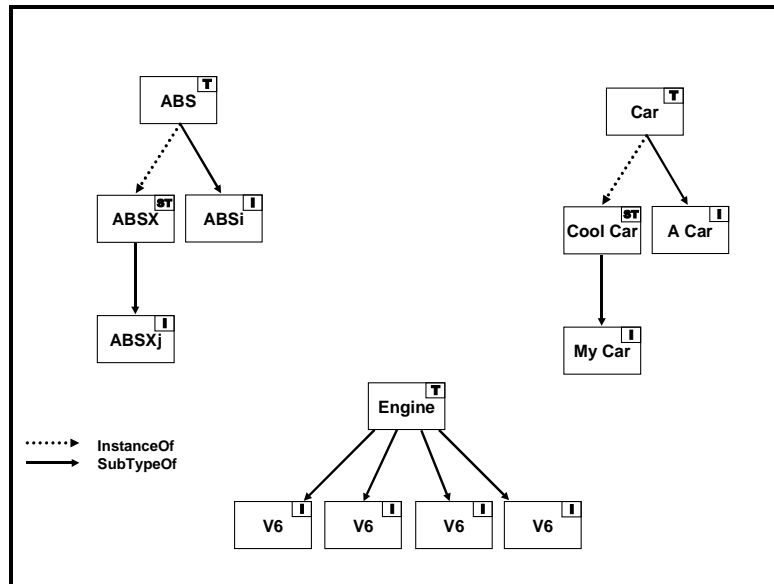 T
ABS
T
Car
ST
ABSX
I
ABSi
ST
Cool Car
I
A Car
I
ABSXj
I
My Car
T
Engine
InstanceOf
SubTypeOf
I
V6
I
V6
I
V6
I
V6